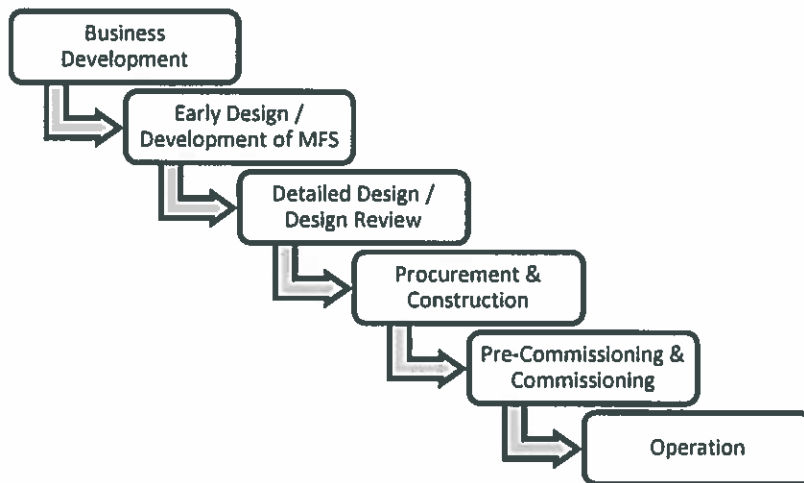 Business
Development
Early Design /
Development of MFS
Detailed Design /
Design Review
Procurement &
Construction
Pre-Commissioning &
Commissioning
Operation